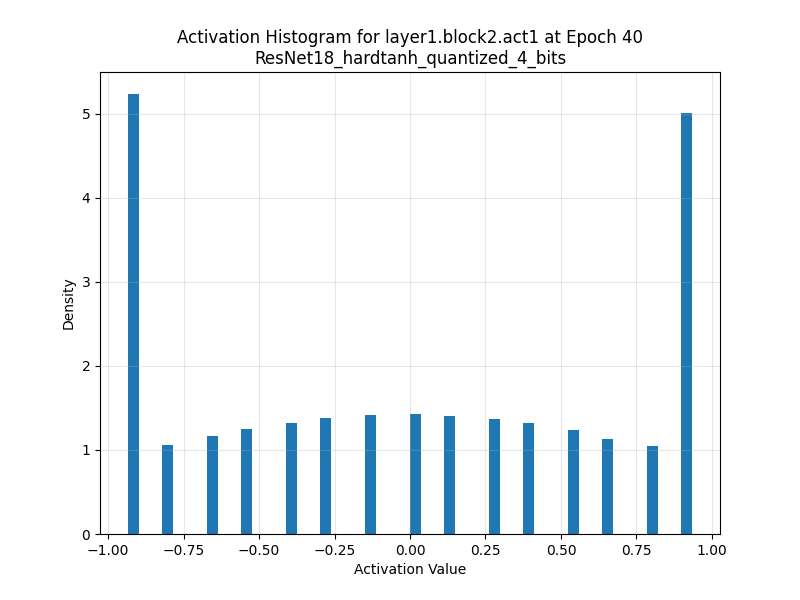 Activation Histogram for layer1.block2.act1 at Epoch 40
ResNet18_hardtanh_quantized_4_bits
Density
5
4
3
2
1
0
−1.00 −0.75 −0.50 −0.25 0.00 0.25 0.50 0.75 1.00
Activation Value